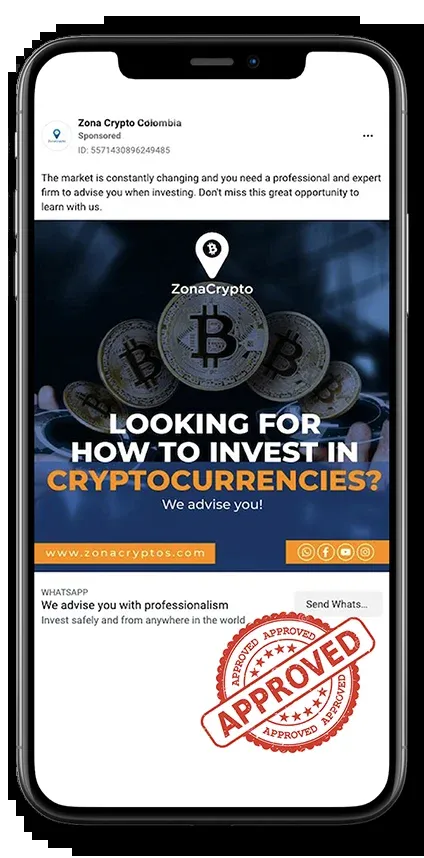 Zona Crypto Colombia
Sponsored
ID: 5571430896249485
The market is constantly changing and you need a professional and expert
firm to advise you when investing. Don't miss this great opportunity to
learn with us.
ZonaCrypto
LOOKING FOR
HOW TO INVEST IN
CRYPTOCURRENCIES?
We advise you!
www.zonacryptos.com
WHATSAPP
We advise you with professionalism
Send Whats...
Invest safely and from anywhere in the world
APPROVED APPROVED
APPROVED
APPROVED APPROVED